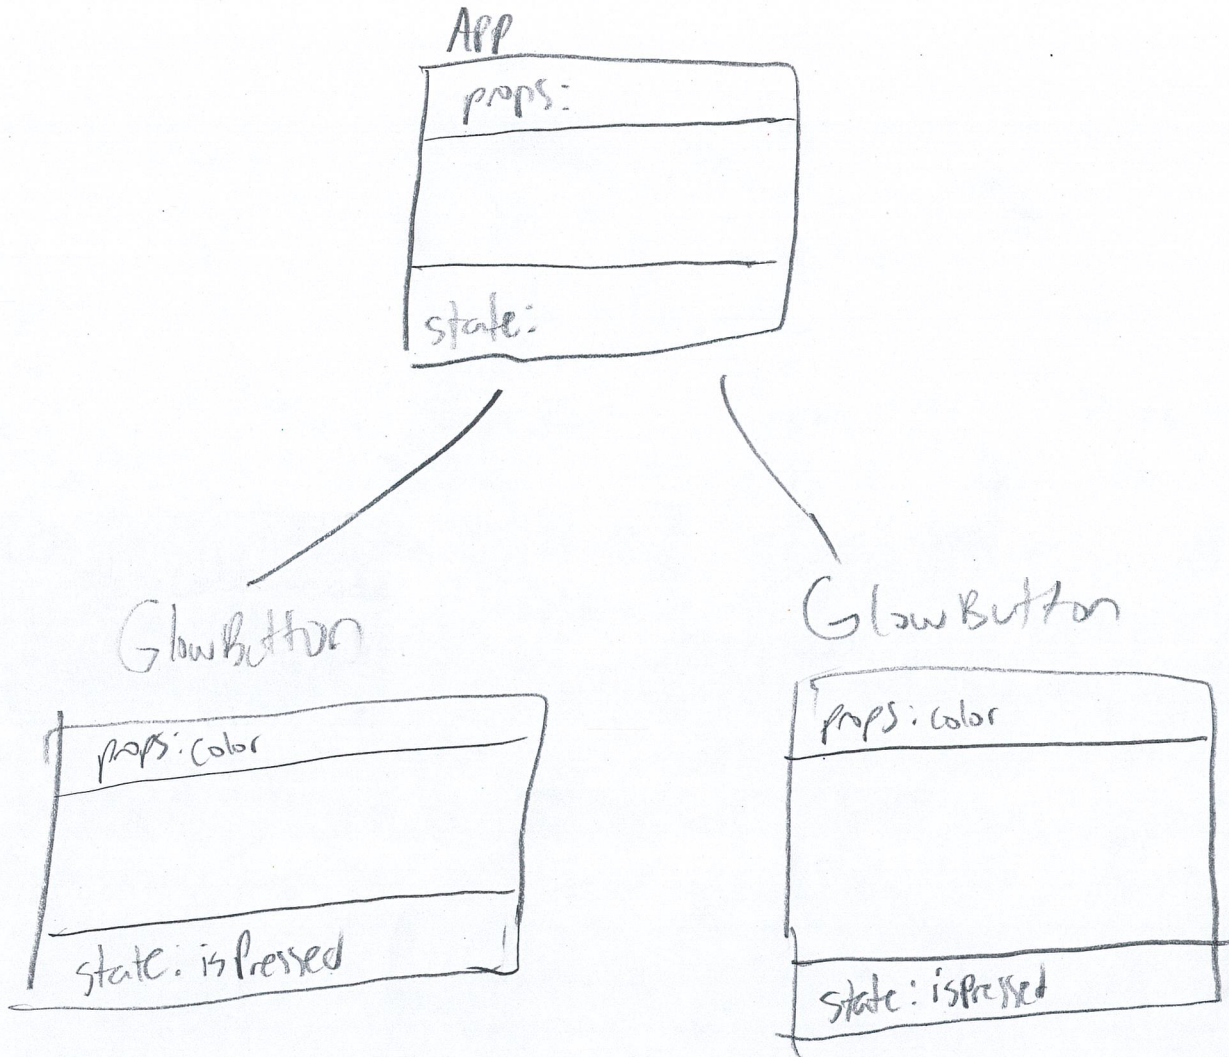 App
props:
state:
GlowButton
props: color
state: isPressed
GlowButton
props: color
state: ispressed